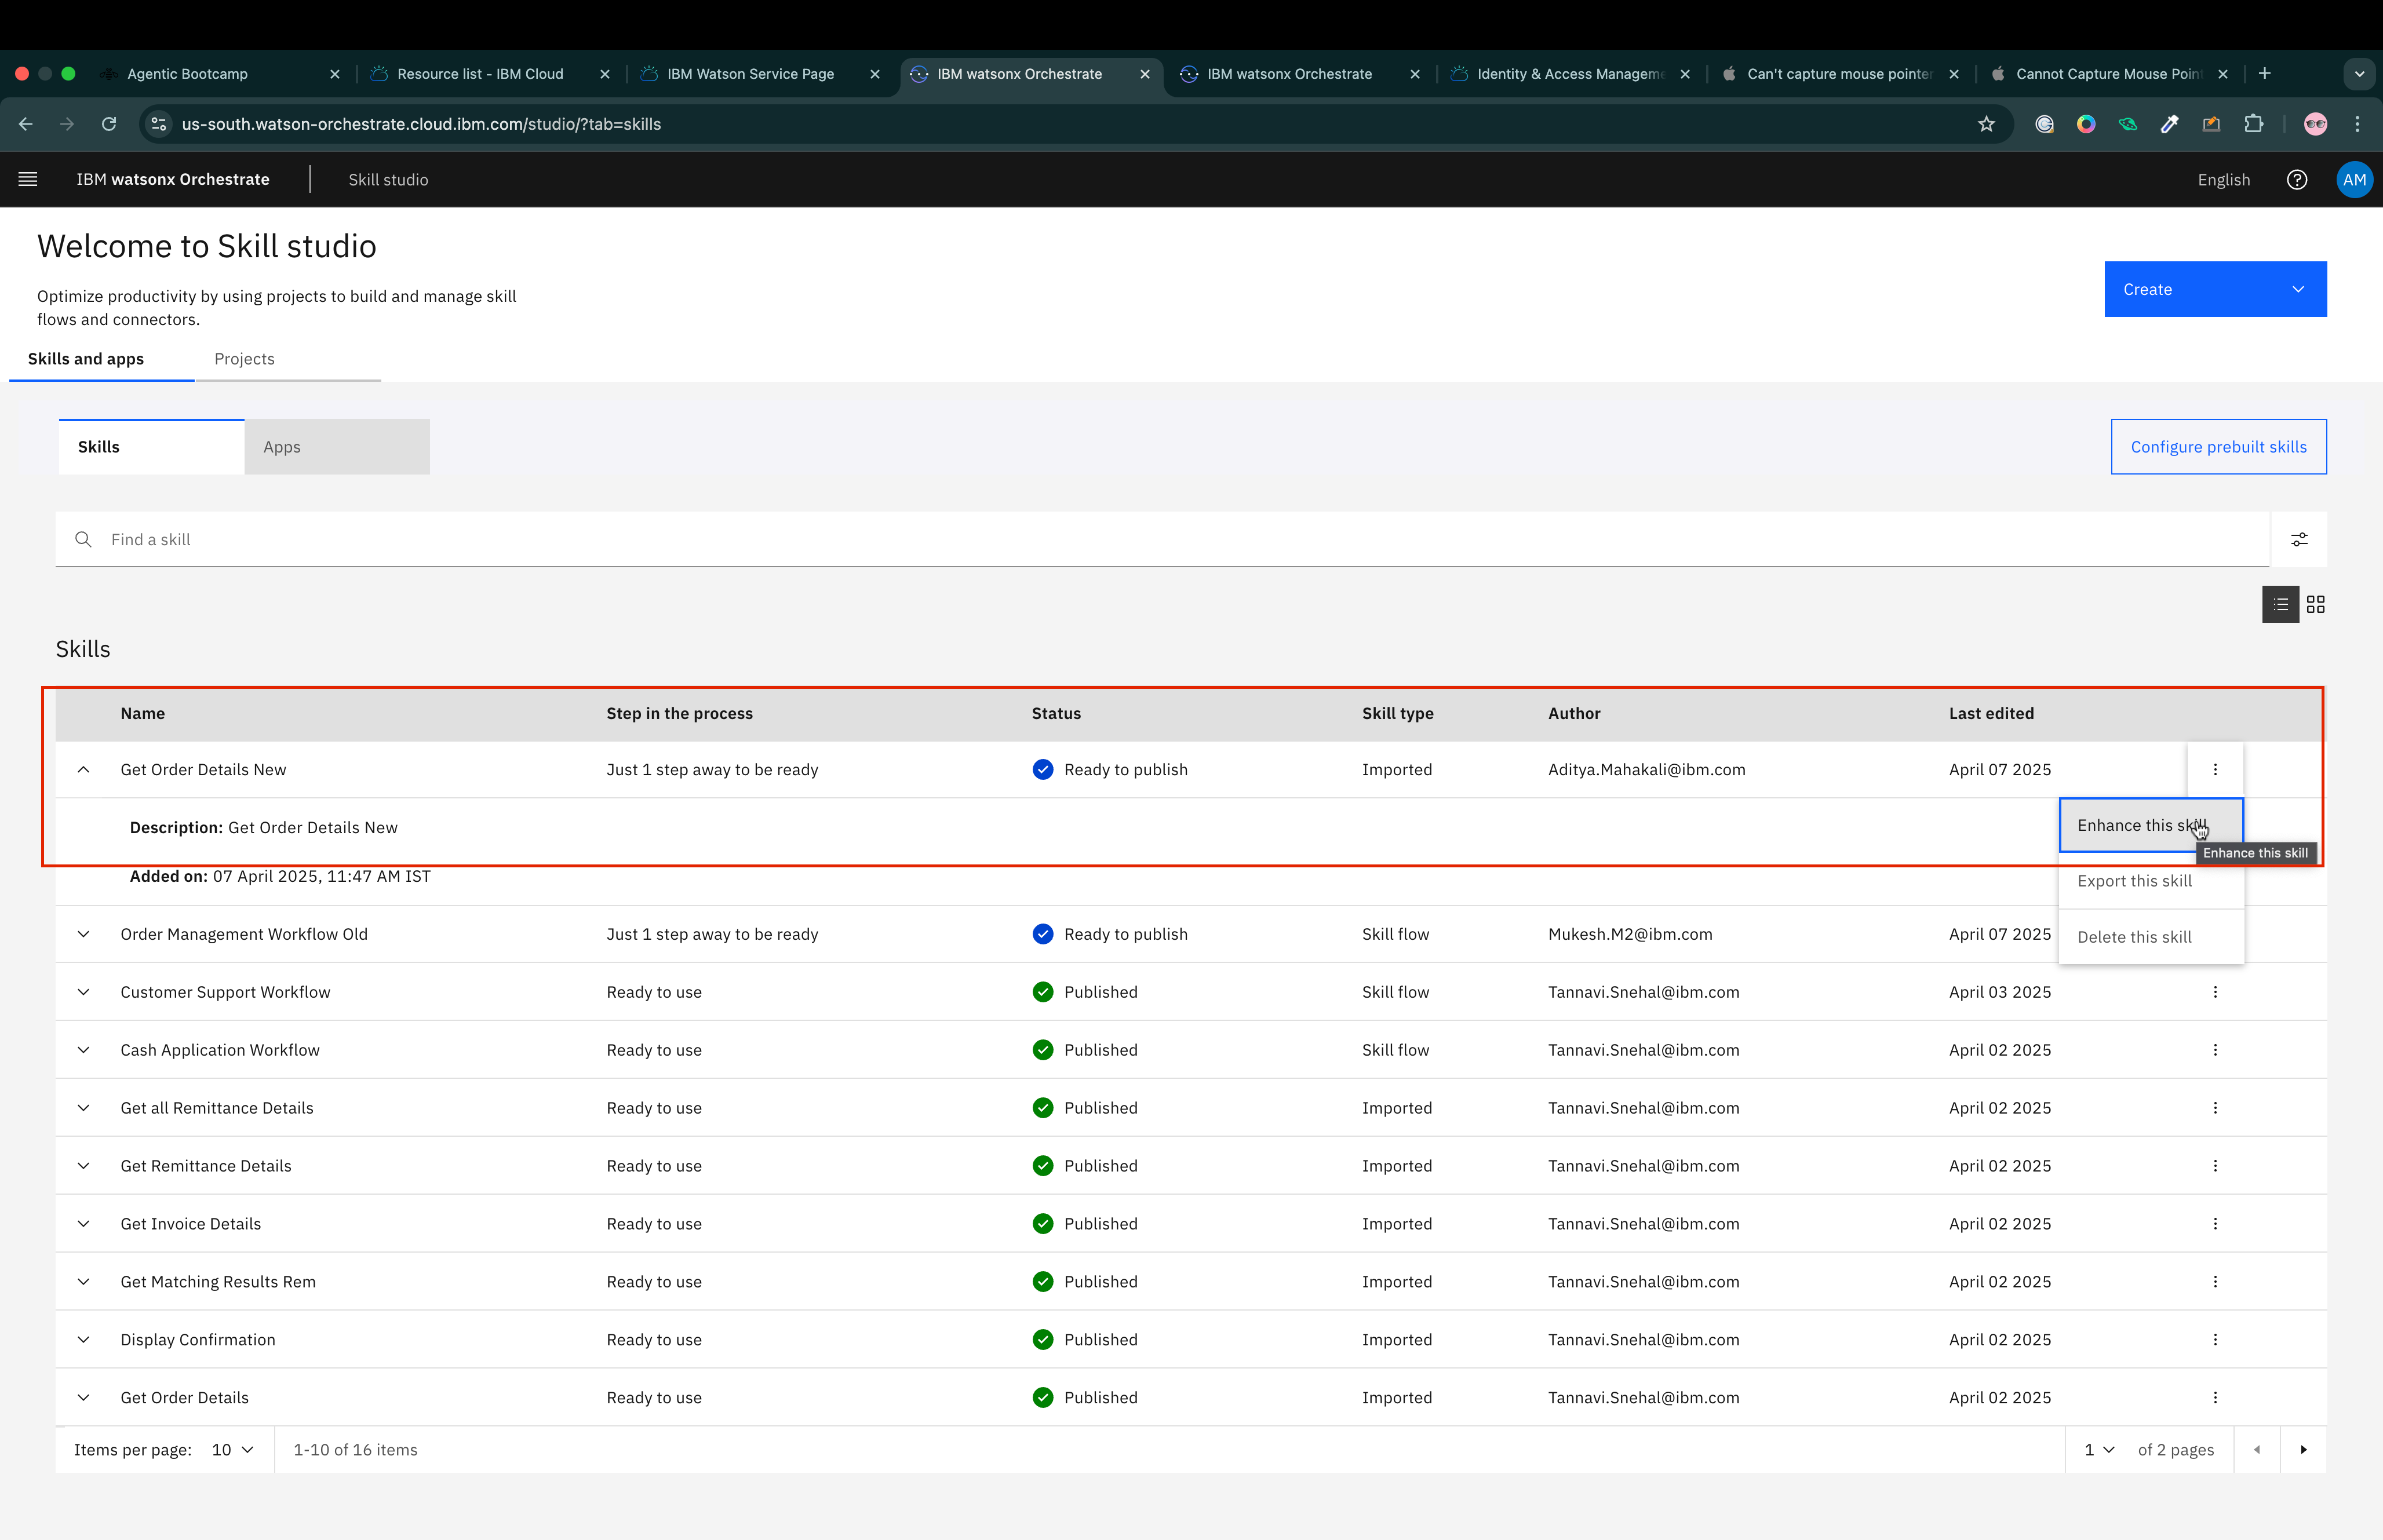 Agentic Bootcamp
Resource list - IBM Cloud
IBM Watson Service Page
IBM watsonx Orchestrate
IBM watsonx Orchestrate
Identity & Access Manageme
Can't capture mouse pointer
Cannot Capture Mouse Point
us-south.watson-orchestrate.cloud.ibm.com/studio/?tab=skills
IBM watsonx Orchestrate
Skill studio
English
AM
Welcome to Skill studio
Optimize productivity by using projects to build and manage skill
flows and connectors.
Create
Skills and apps
Projects
Skills
Apps
Configure prebuilt skills
Find a skill
Skills
Name Step in the process Status Skill type Author Last edited
Get Order Details New Just 1 step away to be ready Ready to publish Imported Aditya.Mahakali@ibm.com April 07 2025
Description: Get Order Details New
Enhance this skill
Enhance this skill
Added on: 07 April 2025, 11:47 AM IST
Export this skill
Order Management Workflow Old Just 1 step away to be ready Ready to publish Skill flow Mukesh.M2@ibm.com April 07 2025
Delete this skill
Customer Support Workflow Ready to use Published Skill flow Tannavi.Snehal@ibm.com April 03 2025
Cash Application Workflow Ready to use Published Skill flow Tannavi.Snehal@ibm.com April 02 2025
Get all Remittance Details Ready to use Published Imported Tannavi.Snehal@ibm.com April 02 2025
Get Remittance Details Ready to use Published Imported Tannavi.Snehal@ibm.com April 02 2025
Get Invoice Details Ready to use Published Imported Tannavi.Snehal@ibm.com April 02 2025
Get Matching Results Rem Ready to use Published Imported Tannavi.Snehal@ibm.com April 02 2025
Display Confirmation Ready to use Published Imported Tannavi.Snehal@ibm.com April 02 2025
Get Order Details Ready to use Published Imported Tannavi.Snehal@ibm.com April 02 2025
Items per page: 10 1-10 of 16 items 1 of 2 pages